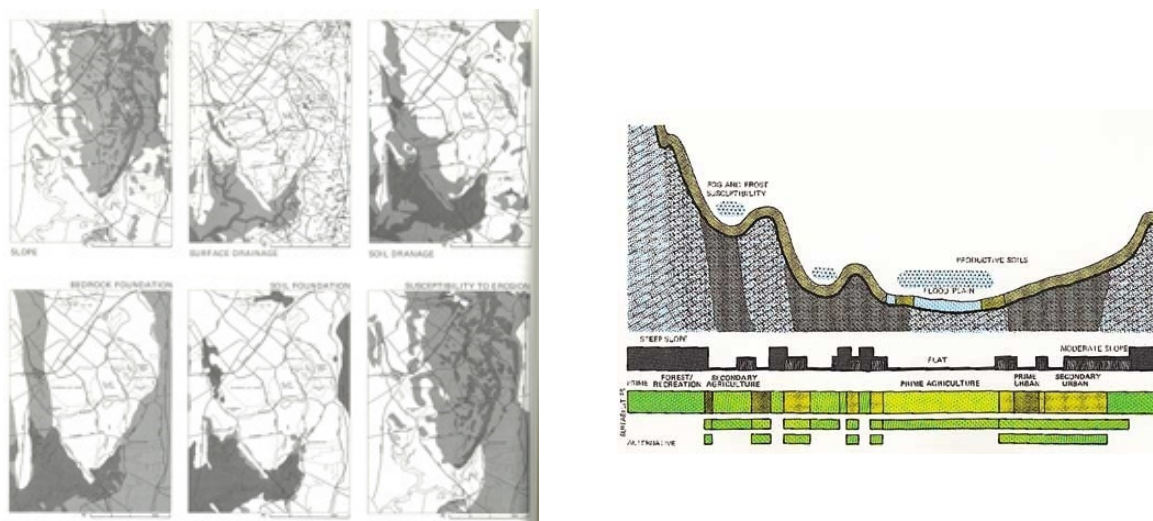 SLOPE
SURFACE DRAINAGE
SOIL DRANAGE
BEDROCK FOUNDATION
SOIL FOUNDATION
SUSCEPTIBILITY TO EROSION
FOG AND FROST
SUSCEPTIBILITY
PRODUCTIVE SOILS
FLOOD PLAIN
STEEP SLOPE
FLAT
MODERATE SLOPE
PRIME
FOREST/
RECREATION
SECONDARY
AGRICULTURE
PRIME AGRICULTURE
PRIME
URBAN
SECONDARY
URBAN
ALTERNATIVE